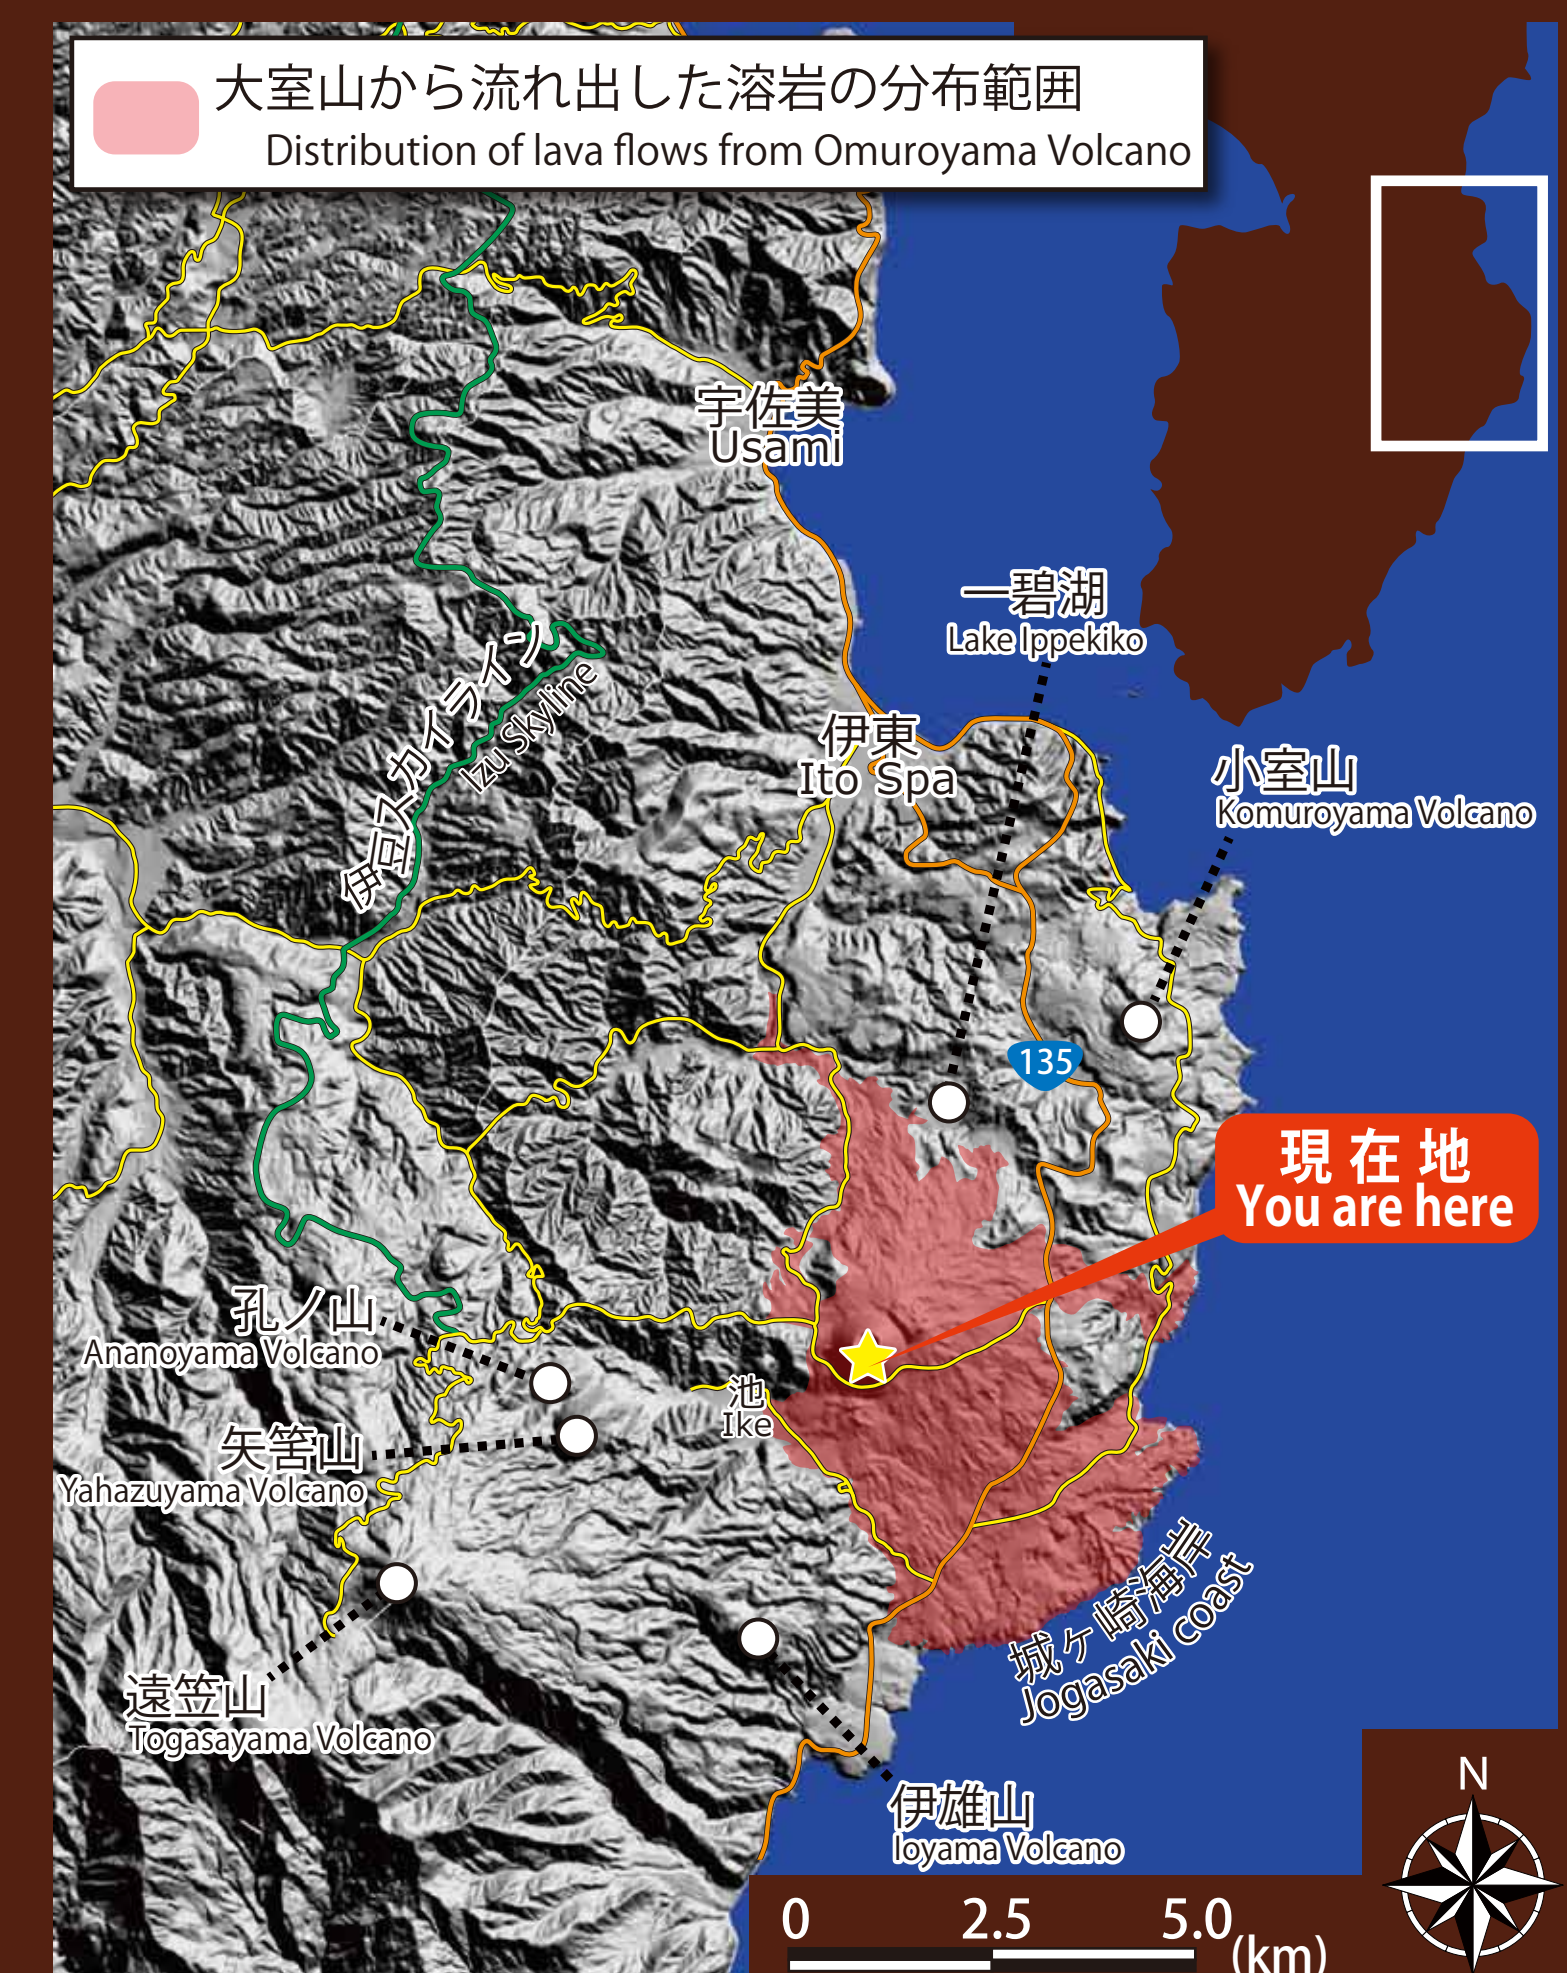 大室山から流れ出した溶岩の分布範囲
Distribution of lava flows from Omuroyama Volcano
宇佐美
Usami
一碧湖
Lake Ippekiko
伊豆スカイライン
Izu Skyline
伊東
Ito Spa
小室山
Komuroyama Volcano
135
現在地
You are here
孔ノ山
Ananoyama Volcano
池
Ike
矢筈山
Yahazuyama Volcano
城ヶ崎海岸
Jogasaki coast
遠笠山
Togasayama Volcano
伊雄山
Ioyama Volcano
N
0 2.5 5.0 (km)